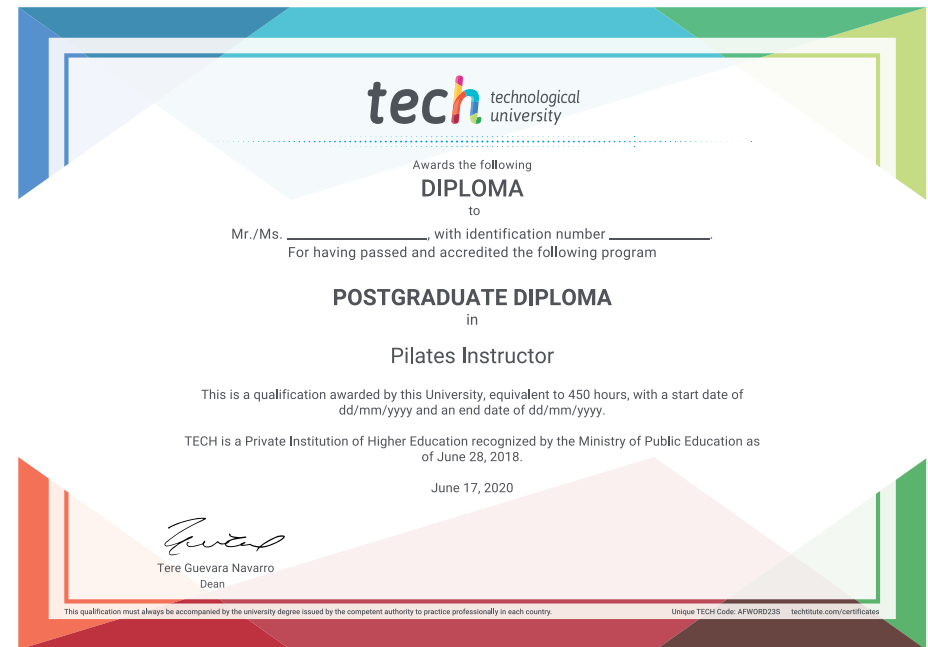 tech technological
university
Awards the following
DIPLOMA
to
Mr./Ms. ____________________, with identification number ______________.
For having passed and accredited the following program
POSTGRADUATE DIPLOMA
in
Pilates Instructor
This is a qualification awarded by this University, equivalent to 450 hours, with a start date of
dd/mm/yyyy and an end date of dd/mm/yyyy.
TECH is a Private Institution of Higher Education recognized by the Ministry of Public Education as
of June 28, 2018.
June 17, 2020
Tere Guevara Navarro
Dean
This qualification must always be accompanied by the university degree issued by the competent authority to practice professionally in each country.
Unique TECH Code: AFWORD23S techtitute.com/certificates